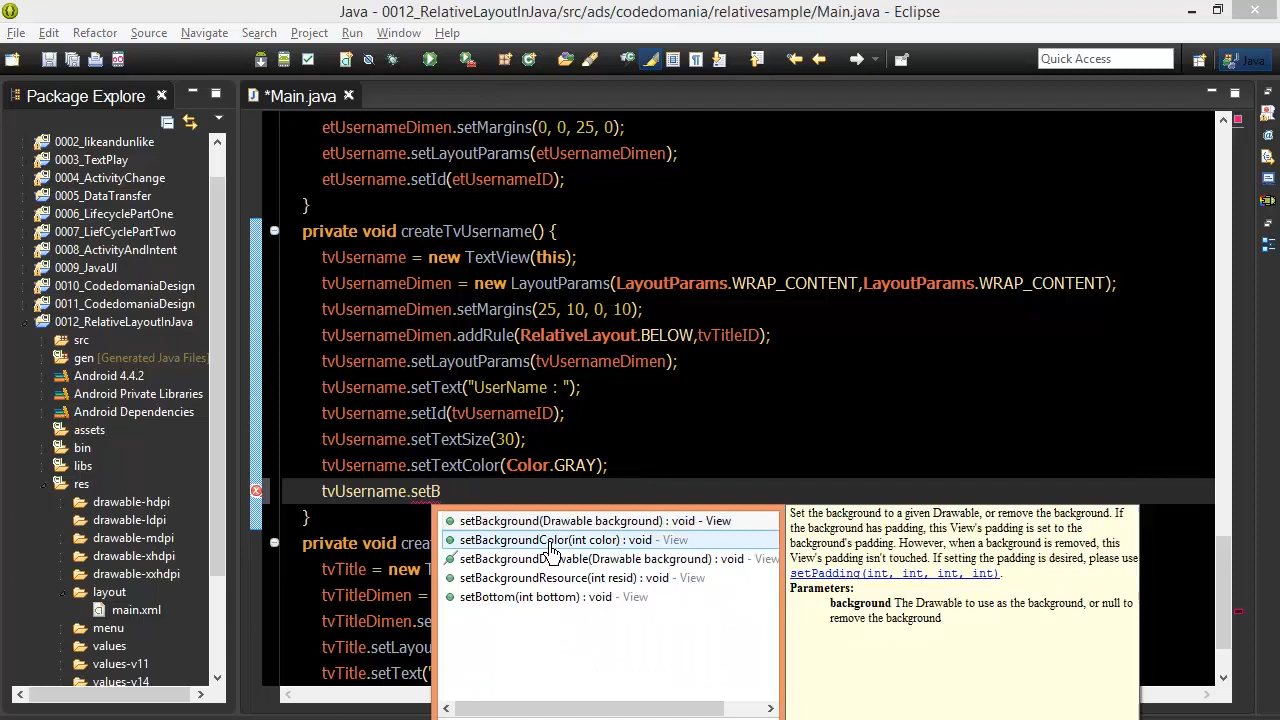 Java - 0012_RelativeLayoutInJava/src/ads/codedomania/relativesample/Main.java - Eclipse
File Edit Refactor Source Navigate Search Project Run Window Help
Quick Access
Java
Package Explore
*Main.java
0002_likeandunlike
0003_TextPlay
0004_ActivityChange
0005_DataTransfer
0006_LifecyclePartOne
0007_LiefCyclePartTwo
0008_ActivityAndIntent
0009_JavaUI
0010_CodedomaniaDesign
0011_CodedomaniaDesign
0012_RelativeLayoutInJava
src
gen [Generated Java Files]
Android 4.4.2
Android Private Libraries
Android Dependencies
assets
bin
libs
res
drawable-hdpi
drawable-ldpi
drawable-mdpi
drawable-xhdpi
drawable-xxhdpi
layout
main.xml
menu
values
values-v11
values-v14
etUsernameDimen.setMargins(0, 0, 25, 0);
etUsername.setLayoutParams(etUsernameDimen);
etUsername.setId(etUsernameID);
}
private void createTvUsername() {
tvUsername = new TextView(this);
tvUsernameDimen = new LayoutParams(LayoutParams.WRAP_CONTENT,LayoutParams.WRAP_CONTENT);
tvUsernameDimen.setMargins(25, 10, 0, 10);
tvUsernameDimen.addRule(RelativeLayout.BELOW,tvTitleID);
tvUsername.setLayoutParams(tvUsernameDimen);
tvUsername.setText("UserName : ");
tvUsername.setId(tvUsernameID);
tvUsername.setTextSize(30);
tvUsername.setTextColor(Color.GRAY);
tvUsername.setB
}
private void cre
tvTitle = new T
tvTitleDimen =
tvTitleDimen.se
tvTitle.setLayou
tvTitle.setText("
setBackground(Drawable background) : void - View
setBackgroundColor(int color) : void - View
setBackgroundDrawable(Drawable background) : void - View
setBackgroundResource(int resid) : void - View
setBottom(int bottom) : void - View
Set the background to a given Drawable, or remove the background. If
the background has padding, this View's padding is set to the
background's padding. However, when a background is removed, this
View's padding isn't touched. If setting the padding is desired, please use
setPadding(int, int, int, int).
Parameters:
background The Drawable to use as the background, or null to
remove the background